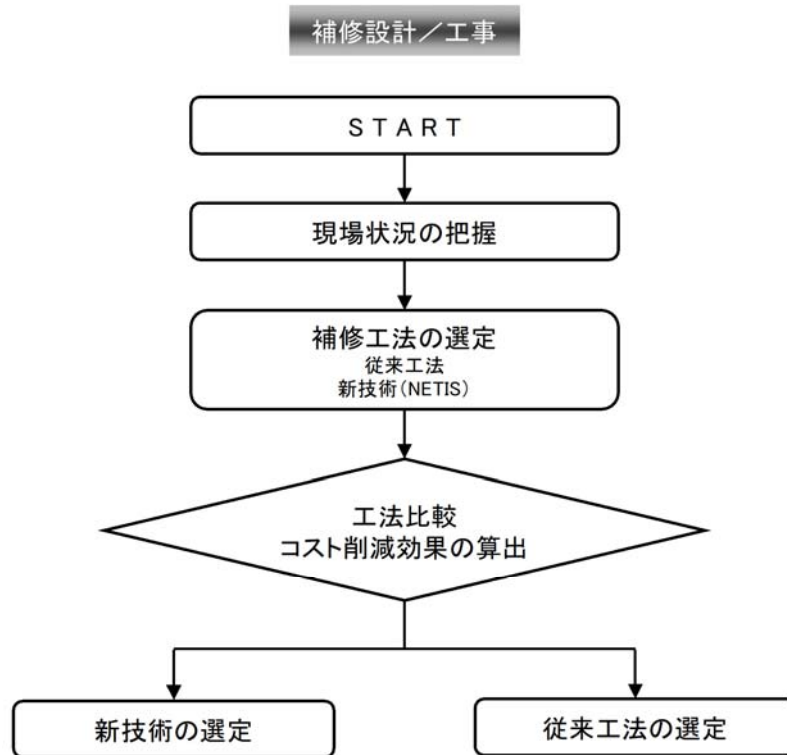 補修設計／工事
START
現場状況の把握
補修工法の選定
従来工法
新技術(NETIS)
工法比較
コスト削減効果の算出
新技術の選定
従来工法の選定